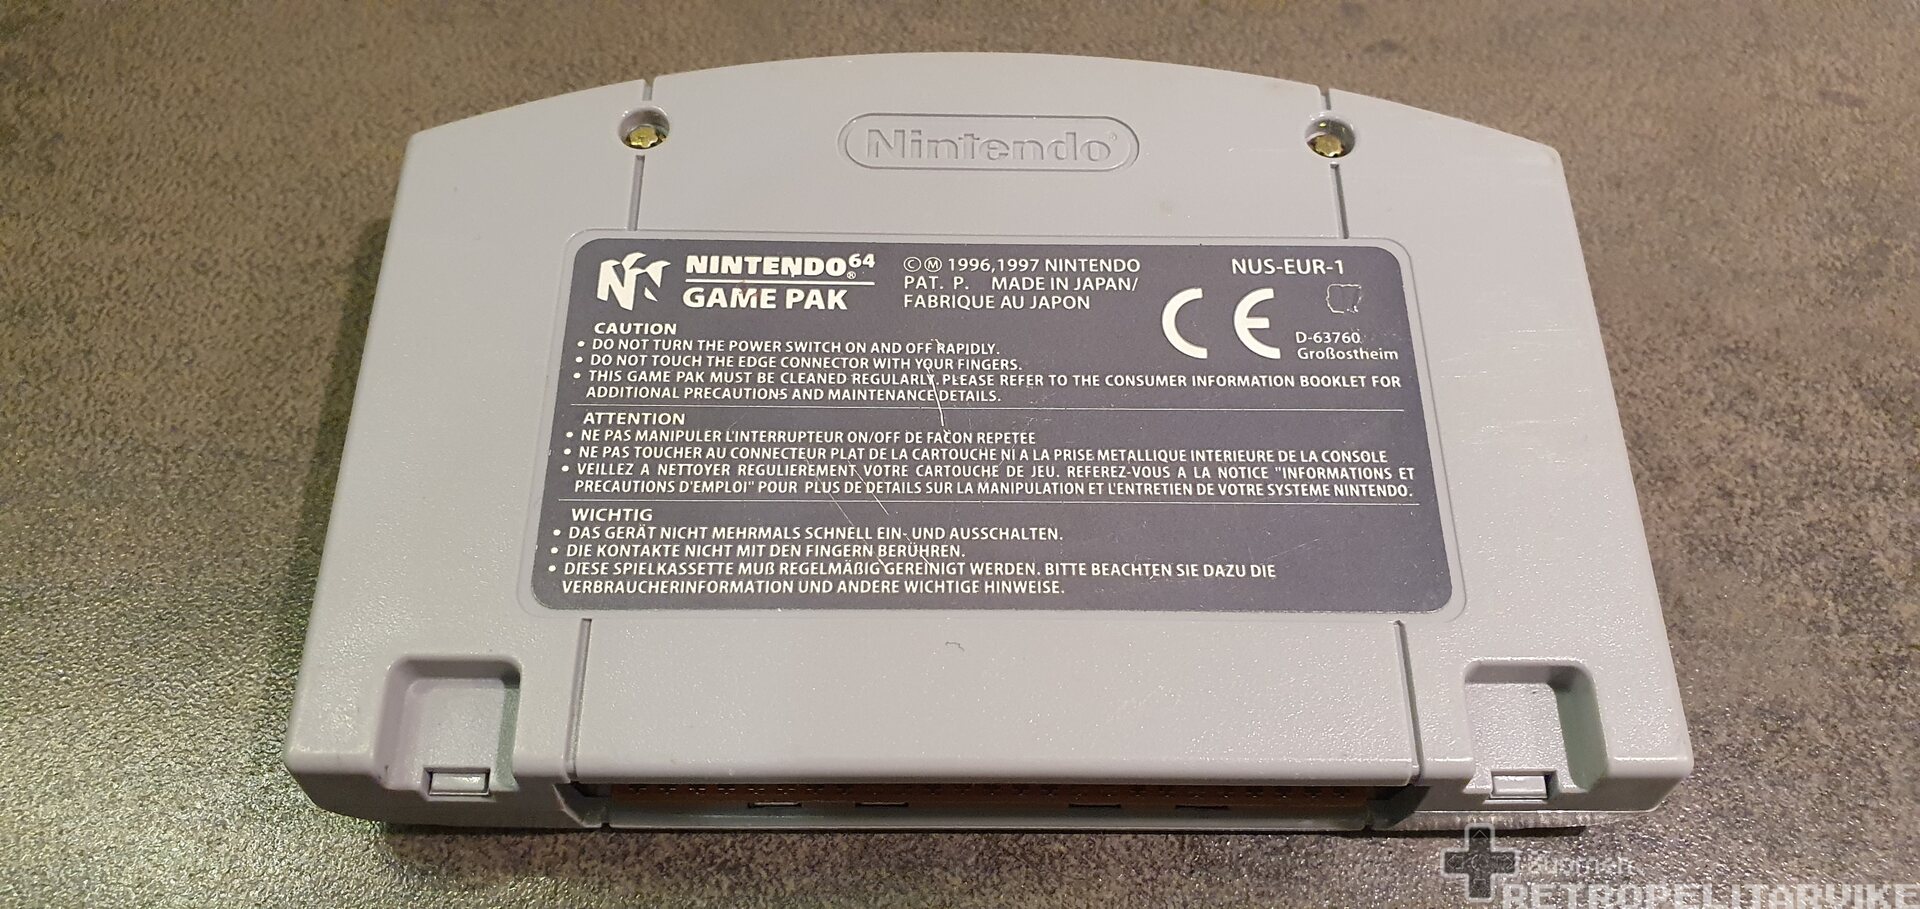 Nintendo®
NINTENDO64®
GAME PAK
©Ⓜ 1996,1997 NINTENDO
PAT. P. MADE IN JAPAN/
FABRIQUE AU JAPON
NUS-EUR-1
CE
D-63760
Großostheim
CAUTION
• DO NOT TURN THE POWER SWITCH ON AND OFF RAPIDLY.
• DO NOT TOUCH THE EDGE CONNECTOR WITH YOUR FINGERS.
• THIS GAME PAK MUST BE CLEANED REGULARLY. PLEASE REFER TO THE CONSUMER INFORMATION BOOKLET FOR
ADDITIONAL PRECAUTIONS AND MAINTENANCE DETAILS.
ATTENTION
• NE PAS MANIPULER L'INTERRUPTEUR ON/OFF DE FACON REPETEE
• NE PAS TOUCHER AU CONNECTEUR PLAT DE LA CARTOUCHE NI A LA PRISE METALLIQUE INTERIEURE DE LA CONSOLE
• VEILLEZ A NETTOYER REGULIEREMENT VOTRE CARTOUCHE DE JEU. REFEREZ-VOUS A LA NOTICE "INFORMATIONS ET
PRECAUTIONS D'EMPLOI" POUR PLUS DE DETAILS SUR LA MANIPULATION ET L'ENTRETIEN DE VOTRE SYSTEME NINTENDO.
WICHTIG
• DAS GERÄT NICHT MEHRMALS SCHNELL EIN- UND AUSSCHALTEN.
• DIE KONTAKTE NICHT MIT DEN FINGERN BERÜHREN.
• DIESE SPIELKASSETTE MUß REGELMÄßIG GEREINIGT WERDEN. BITTE BEACHTEN SIE DAZU DIE
VERBRAUCHERINFORMATION UND ANDERE WICHTIGE HINWEISE.
Suomen
RETROPELITARVIKE